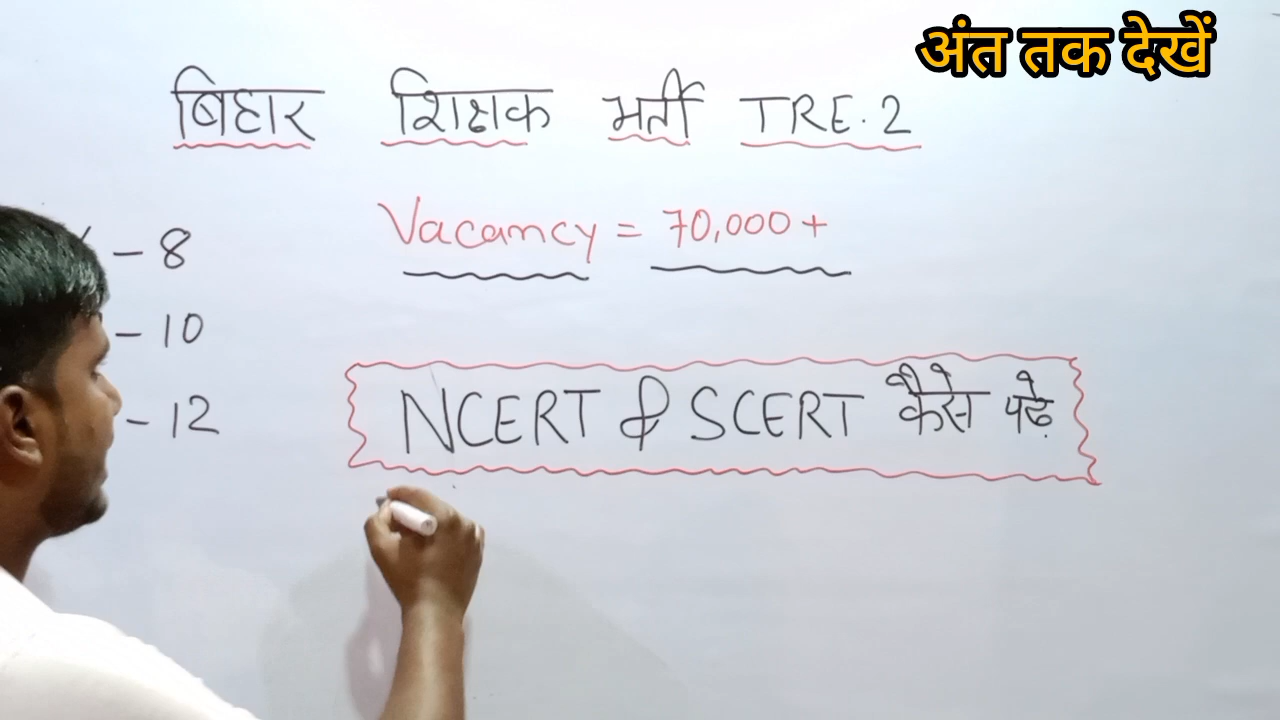 अंत तक देखें
बिहार शिक्षक भर्ती TRE.2
Vacancy = 70,000+
- 8
- 10
- 12
NCERT & SCERT कैसे पढे़